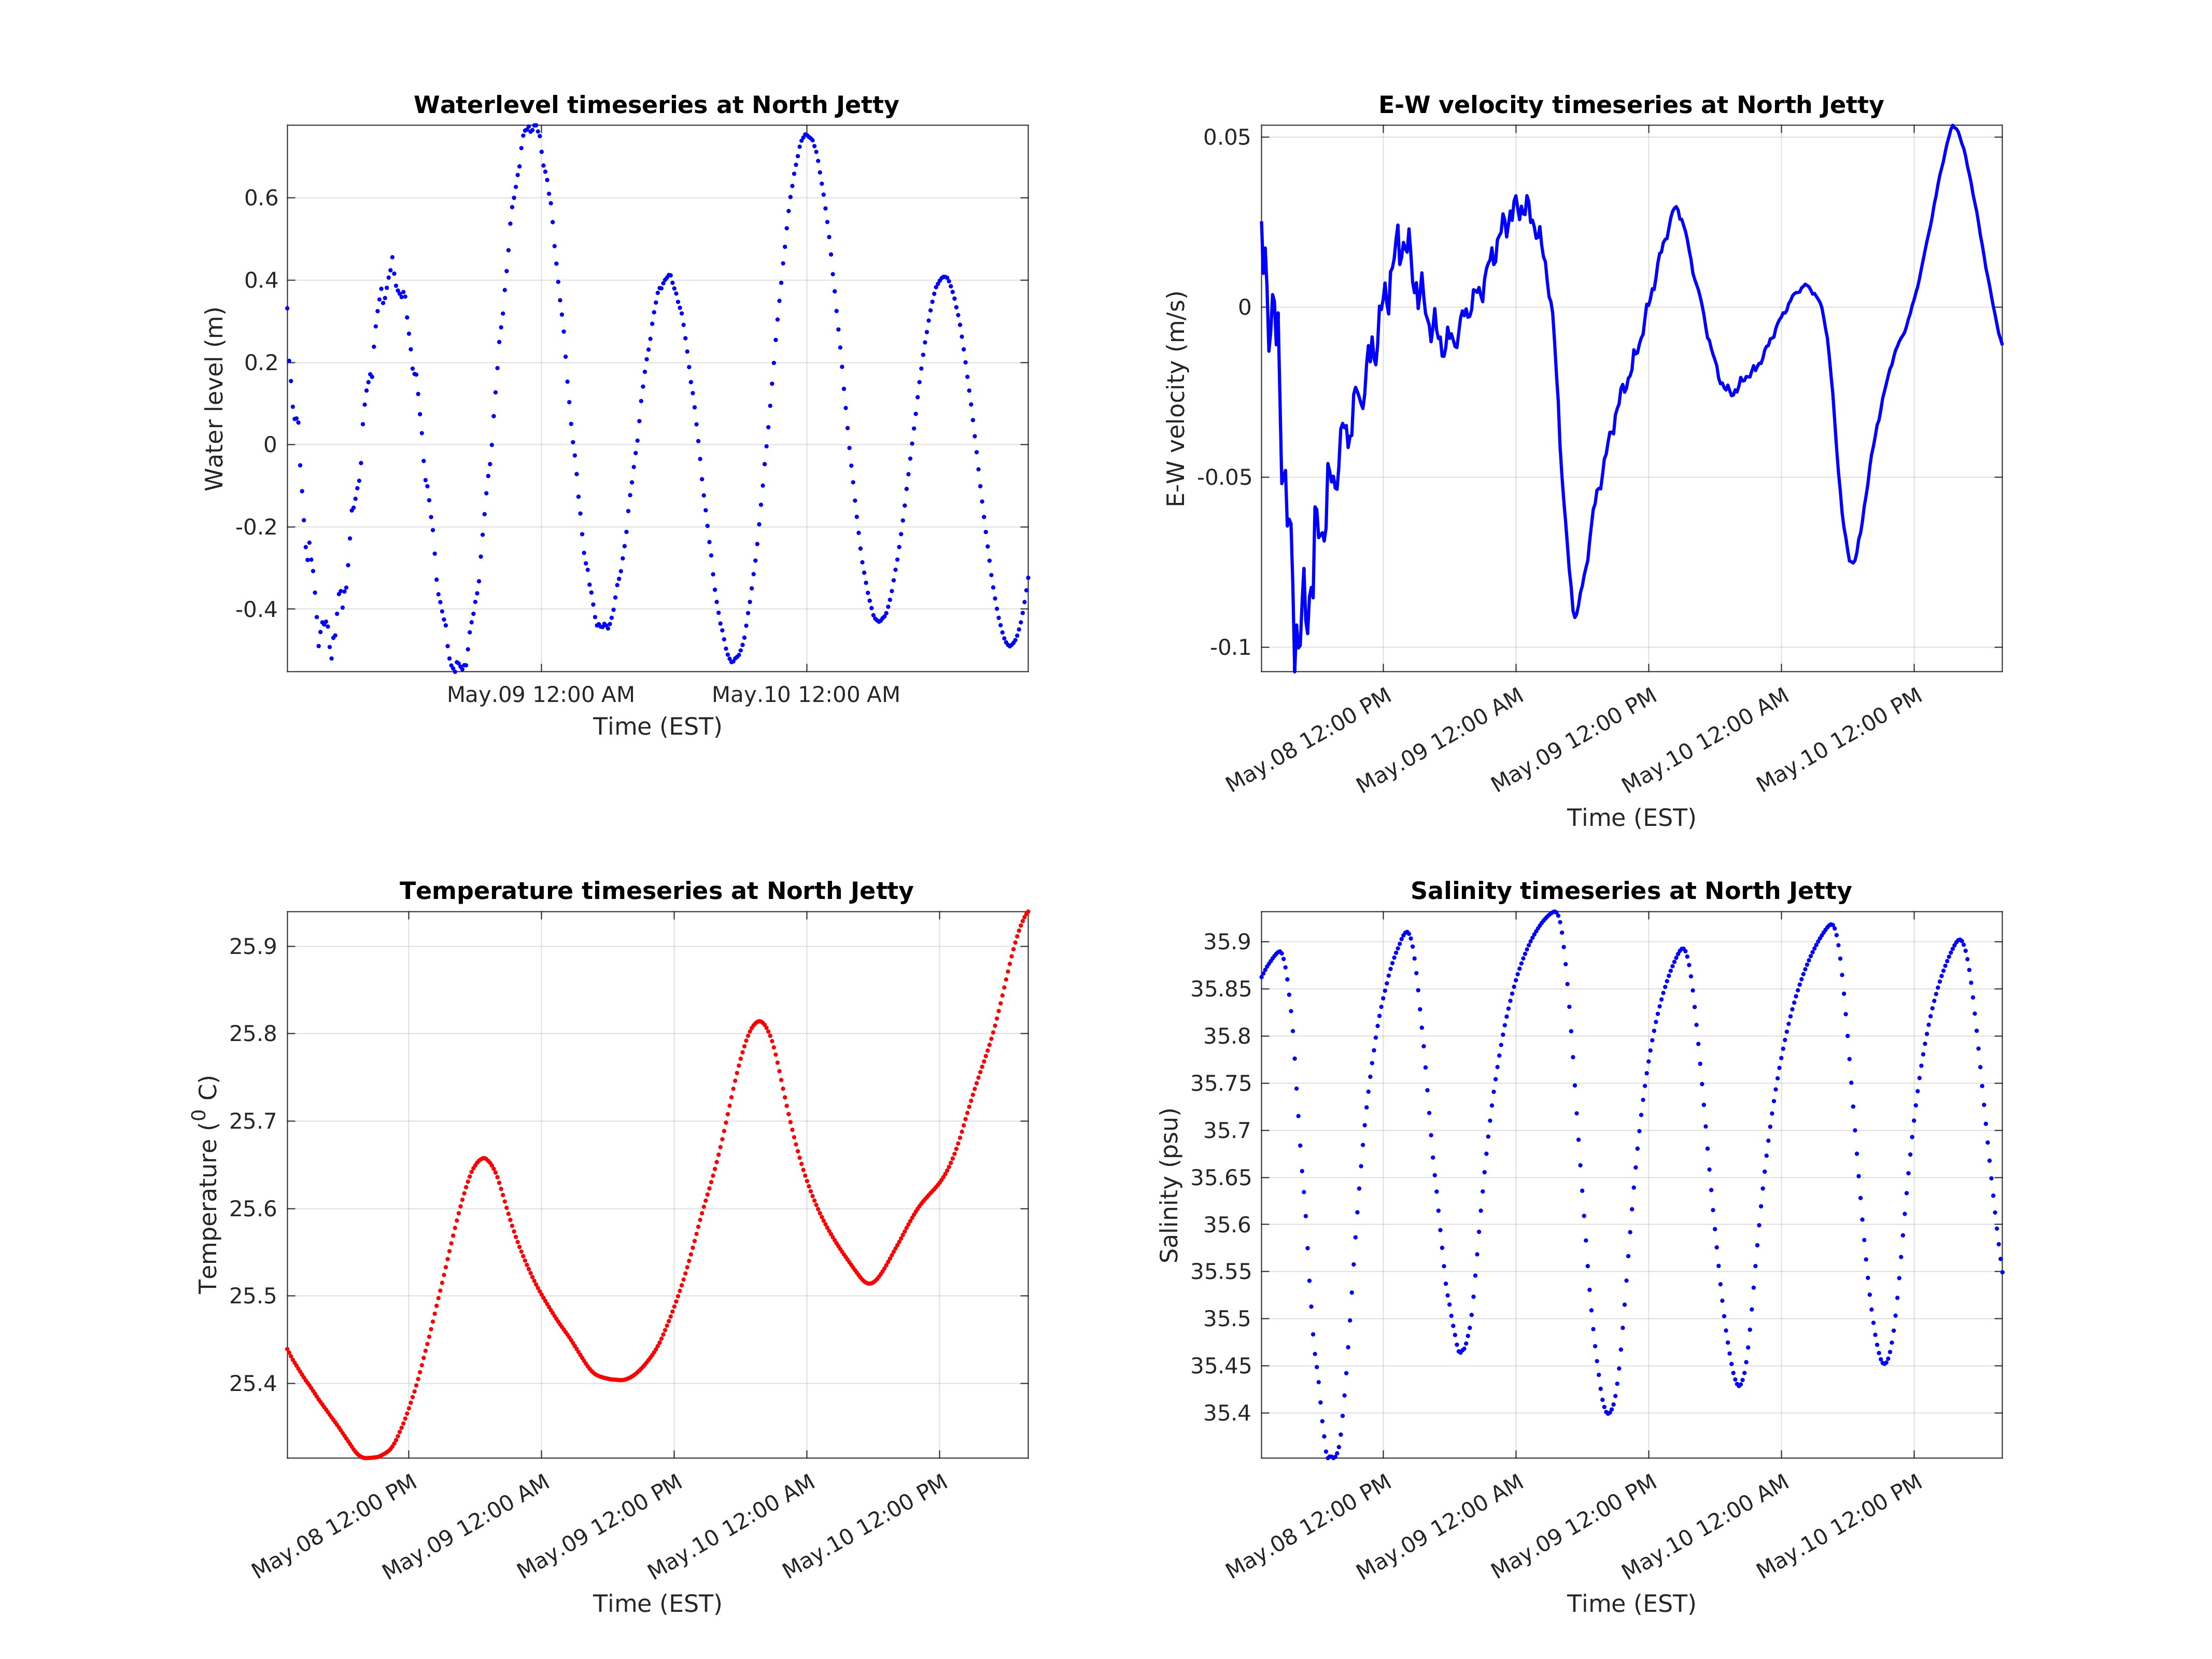 Waterlevel timeseries at North Jetty
Water level (m)
0.6
0.4
0.2
0
-0.2
-0.4
May.09 12:00 AM
May.10 12:00 AM
Time (EST)
E-W velocity timeseries at North Jetty
E-W velocity (m/s)
0.05
0
-0.05
-0.1
May.08 12:00 PM
May.09 12:00 AM
May.09 12:00 PM
May.10 12:00 AM
May.10 12:00 PM
Time (EST)
Temperature timeseries at North Jetty
Temperature (⁰ C)
25.9
25.8
25.7
25.6
25.5
25.4
May.08 12:00 PM
May.09 12:00 AM
May.09 12:00 PM
May.10 12:00 AM
May.10 12:00 PM
Time (EST)
Salinity timeseries at North Jetty
Salinity (psu)
35.9
35.85
35.8
35.75
35.7
35.65
35.6
35.55
35.5
35.45
35.4
May.08 12:00 PM
May.09 12:00 AM
May.09 12:00 PM
May.10 12:00 AM
May.10 12:00 PM
Time (EST)